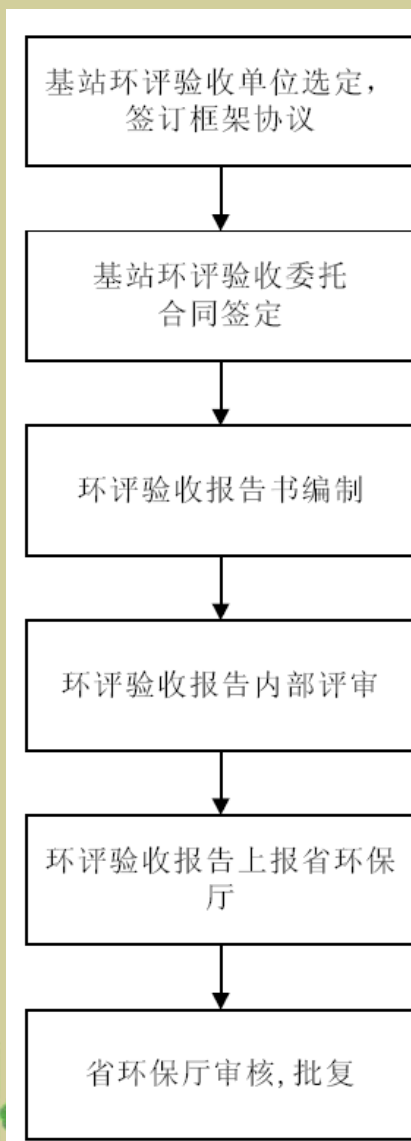 基站环评验收单位选定，
签订框架协议
基站环评验收委托
合同签定
环评验收报告书编制
环评验收报告内部评审
环评验收报告上报省环保
厅
省环保厅审核,批复